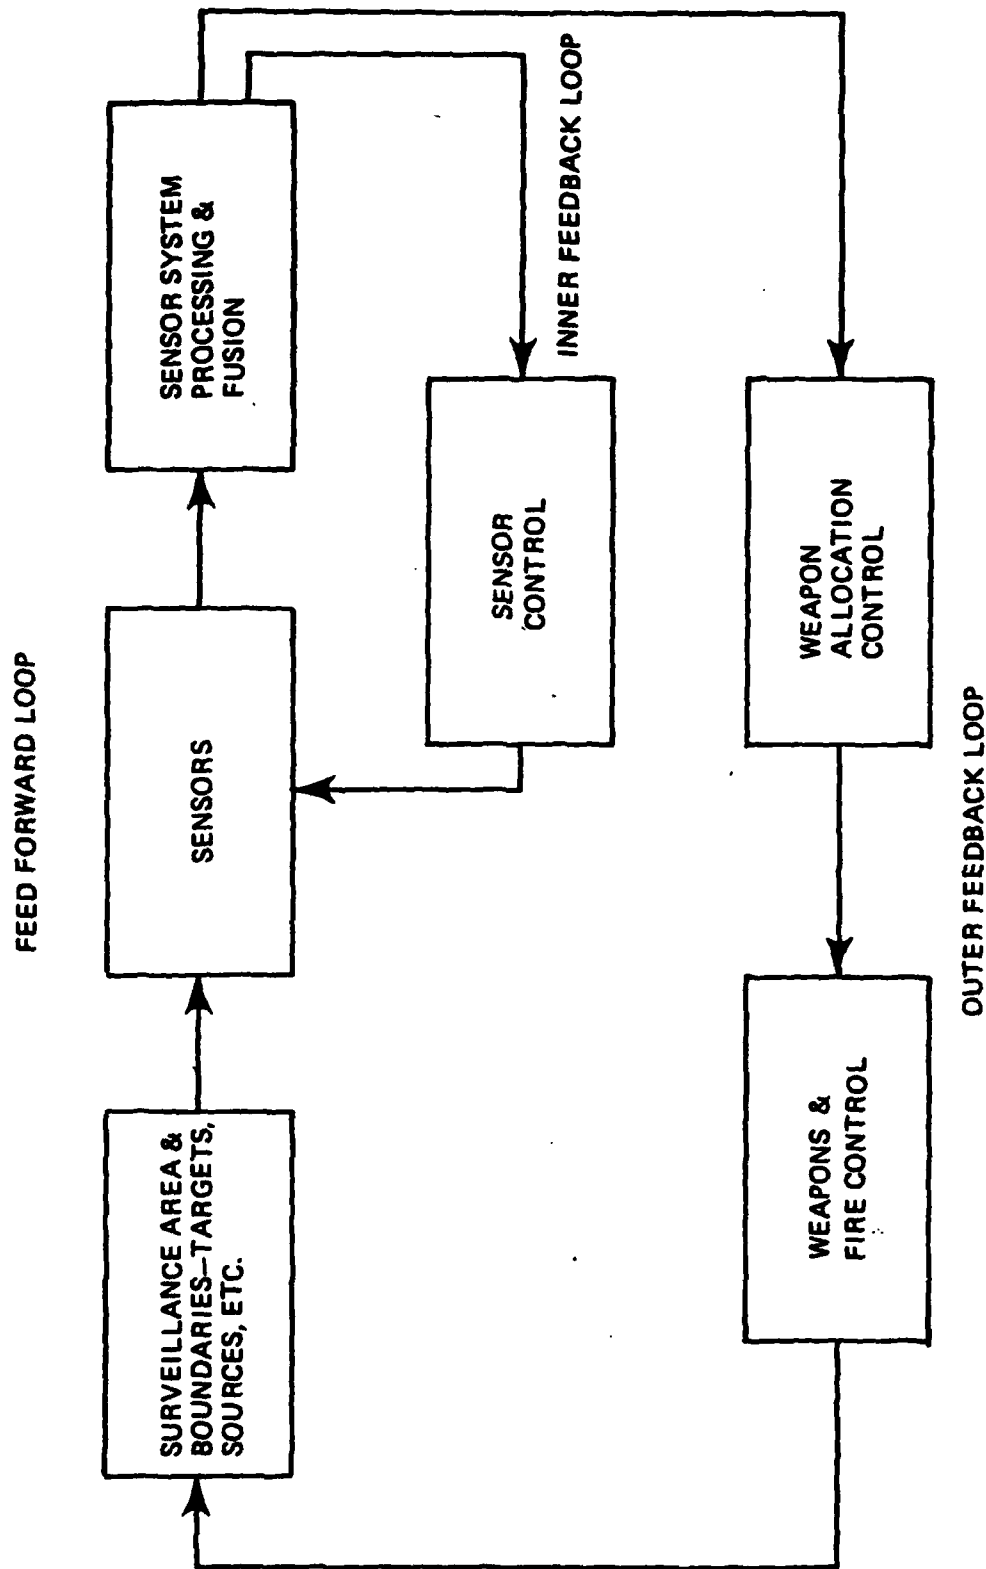 FEED FORWARD LOOP
SURVEILLANCE AREA &
BOUNDARIES—TARGETS,
SOURCES, ETC.
SENSORS
SENSOR SYSTEM
PROCESSING &
FUSION
SENSOR
CONTROL
INNER FEEDBACK LOOP
WEAPONS &
FIRE CONTROL
WEAPON
ALLOCATION
CONTROL
OUTER FEEDBACK LOOP